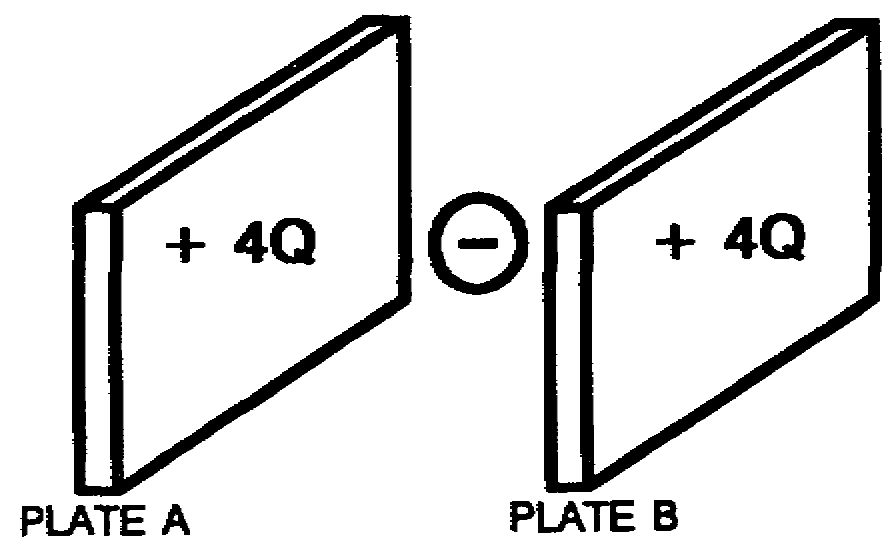 + 4Q
−
+ 4Q
PLATE A
PLATE B